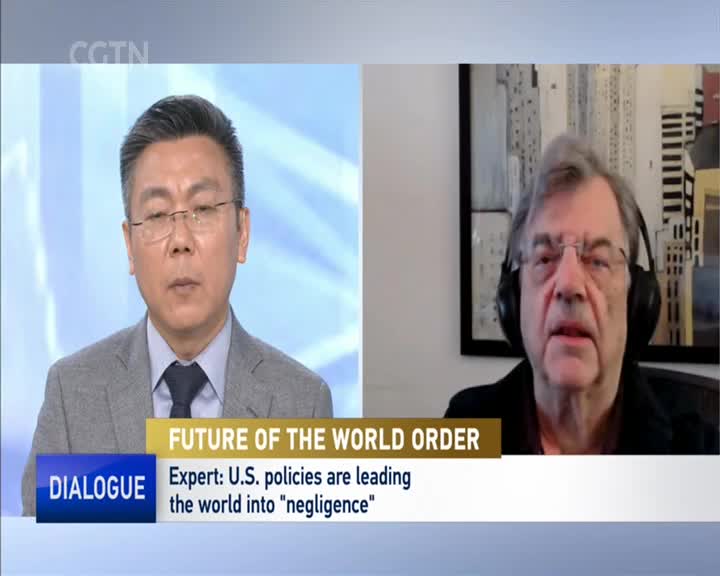 CGTN
FUTURE OF THE WORLD ORDER
DIALOGUE
Expert: U.S. policies are leading
the world into "negligence"